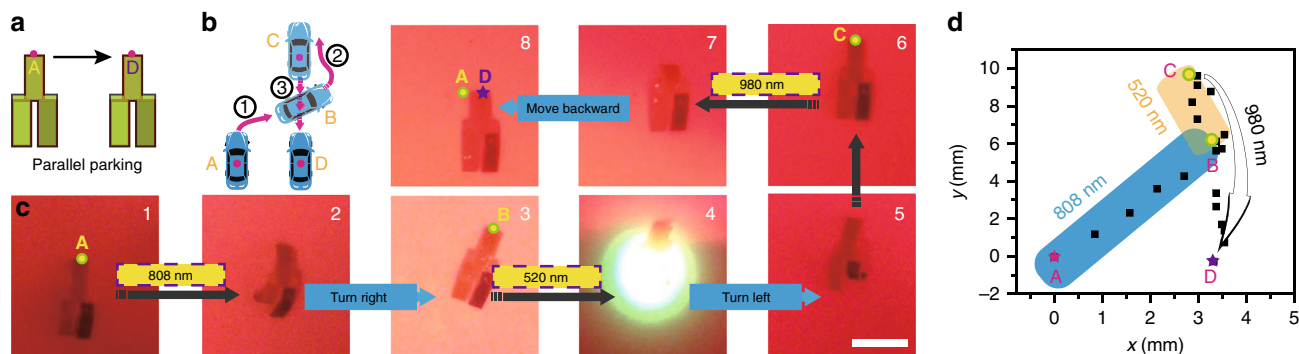 a
A
D
Parallel parking
b
C
②
③
①
B
A
D
8
A D
Move backward
7
980 nm
C
6
c
1
A
808 nm
2
Turn right
3
B
520 nm
4
Turn left
5
d
10
8
6
4
2
0
−2
y (mm)
0 1 2 3 4 5
x (mm)
C
520 nm
980 nm
B
808 nm
A
D